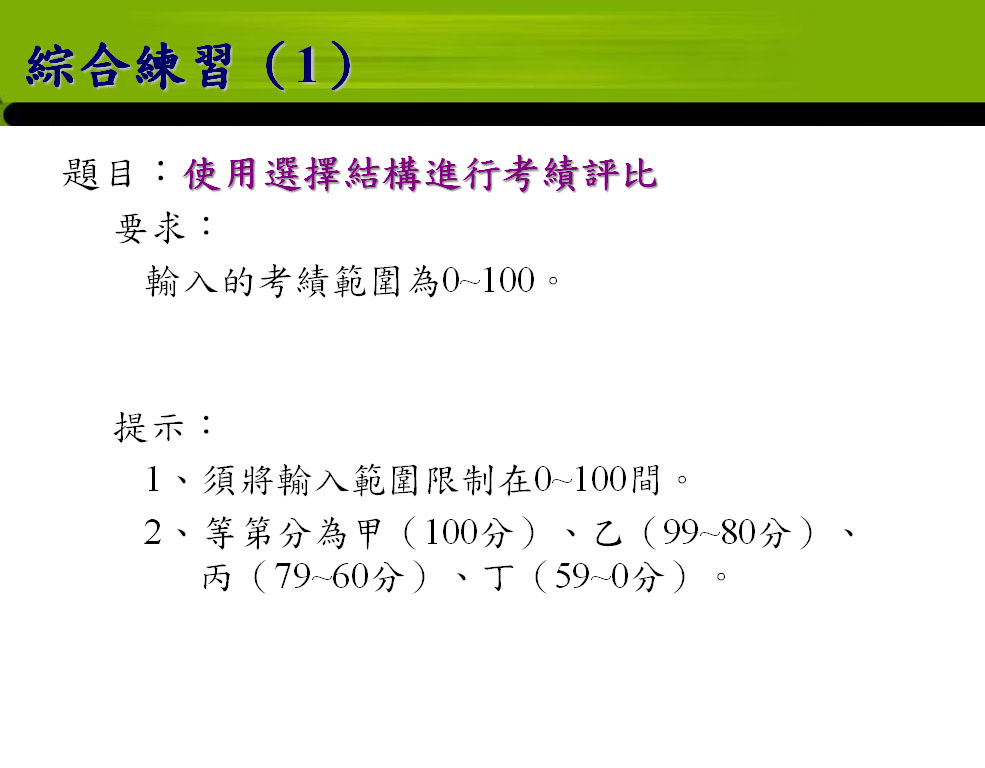 綜合練習（1）
題目：使用選擇結構進行考績評比
要求：
輸入的考績範圍為0~100。
提示：
1、須將輸入範圍限制在0~100間。
2、等第分為甲（100分）、乙（99~80分）、
丙（79~60分）、丁（59~0分）。